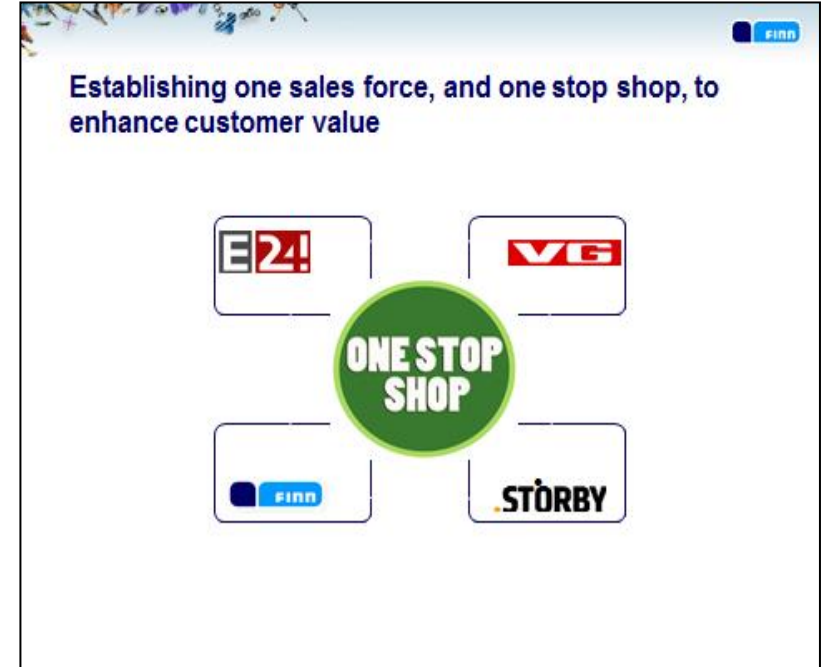 FINN
Establishing one sales force, and one stop shop, to
enhance customer value
E24!
VG
ONE STOP
SHOP
FINN
.STORBY